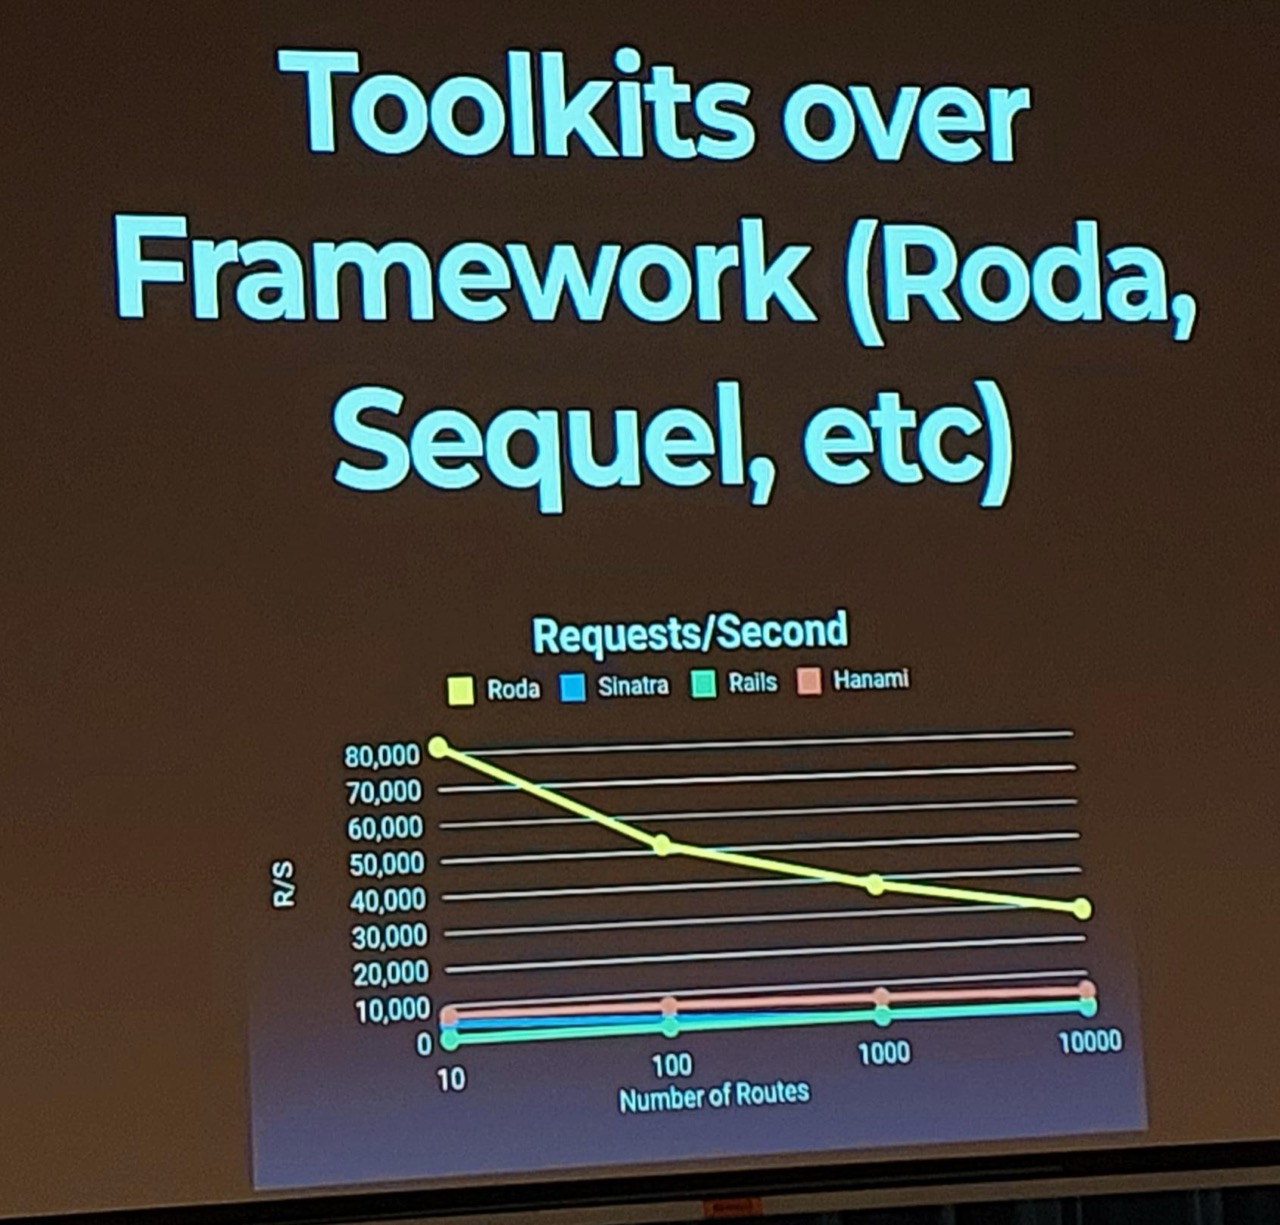 Toolkits over
Framework (Roda,
Sequel, etc)
Requests/Second
Roda Sinatra Rails Hanami
80,000
70,000
60,000
50,000
R/S
40,000
30,000
20,000
10,000
0
10 100 1000 10000
Number of Routes